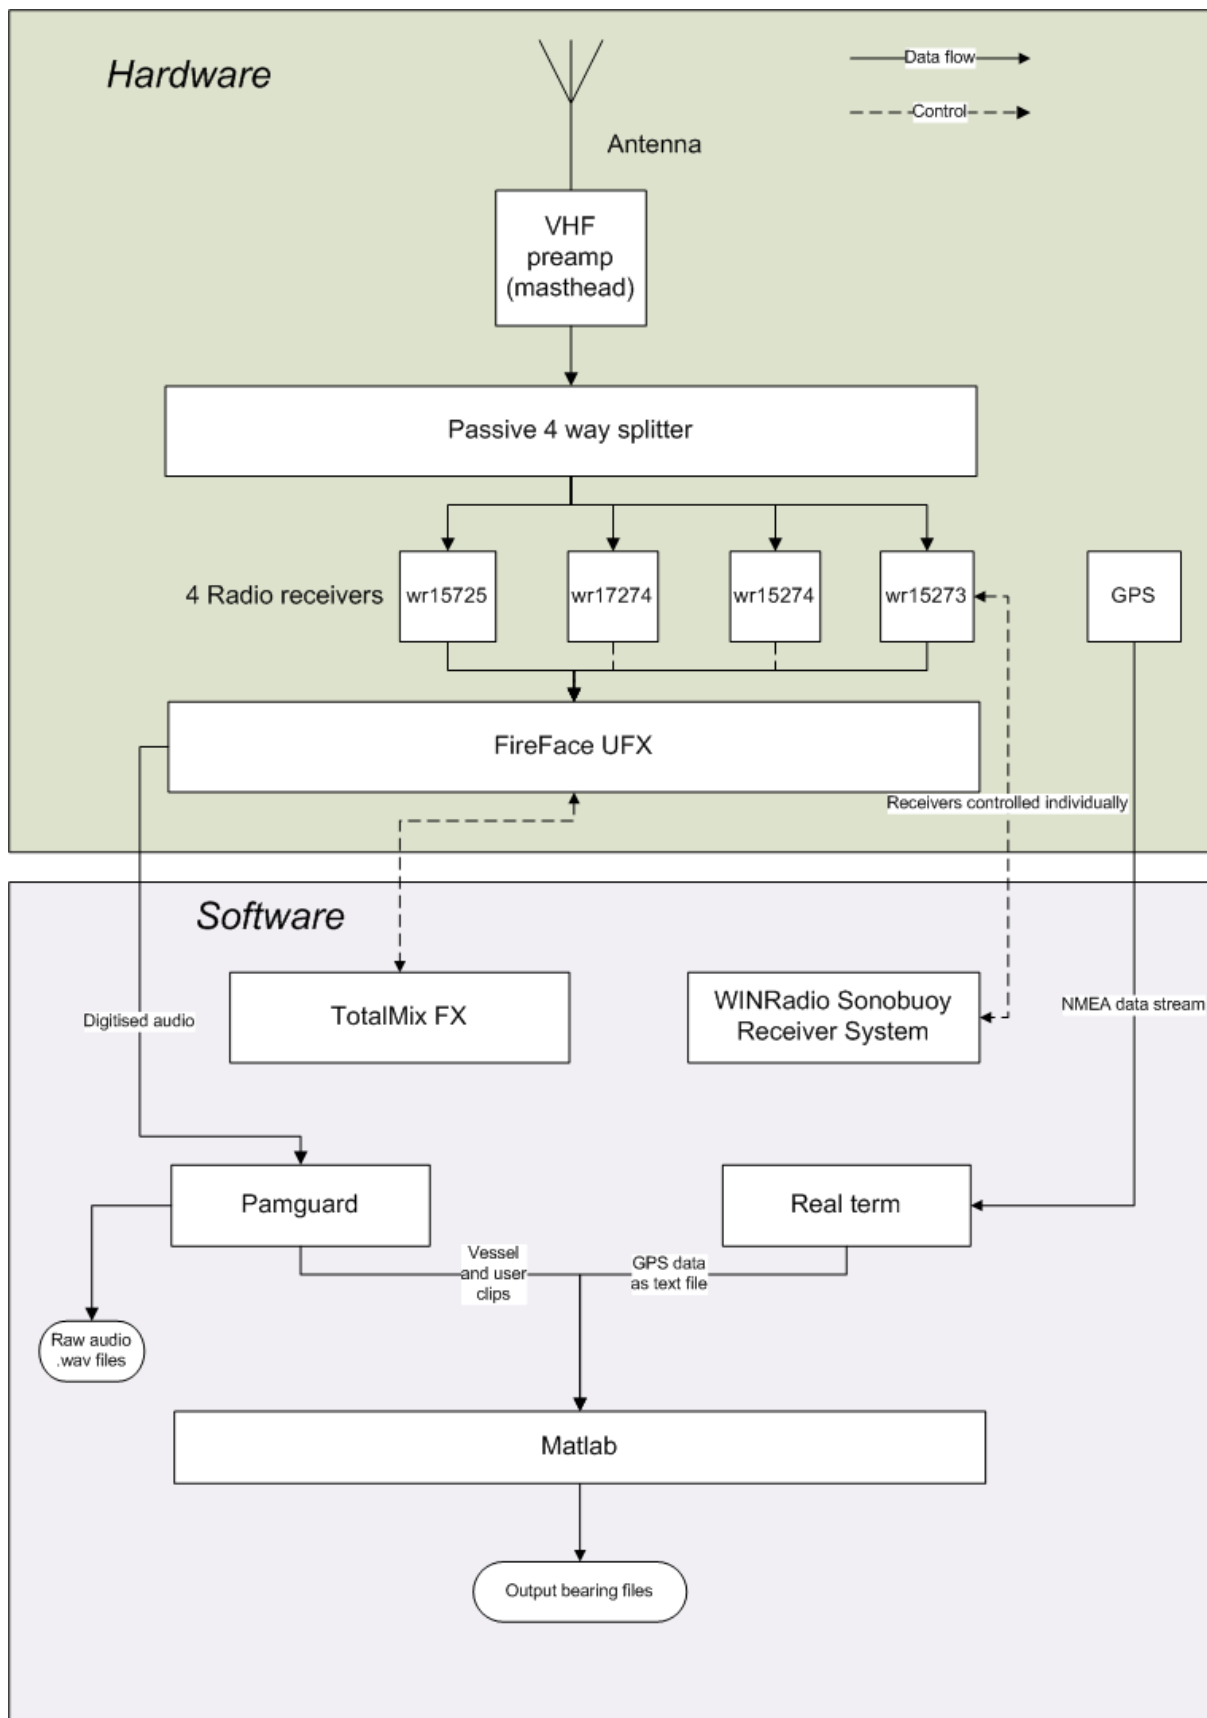 Hardware
Data flow
Control
Antenna
VHF
preamp
(masthead)
Passive 4 way splitter
4 Radio receivers
wr15725
wr17274
wr15274
wr15273
GPS
FireFace UFX
Receivers controlled individually
Software
TotalMix FX
WINRadio Sonobuoy
Receiver System
Digitised audio
NMEA data stream
Pamguard
Real term
Vessel
and user
clips
GPS data
as text file
Raw audio
.wav files
Matlab
Output bearing files